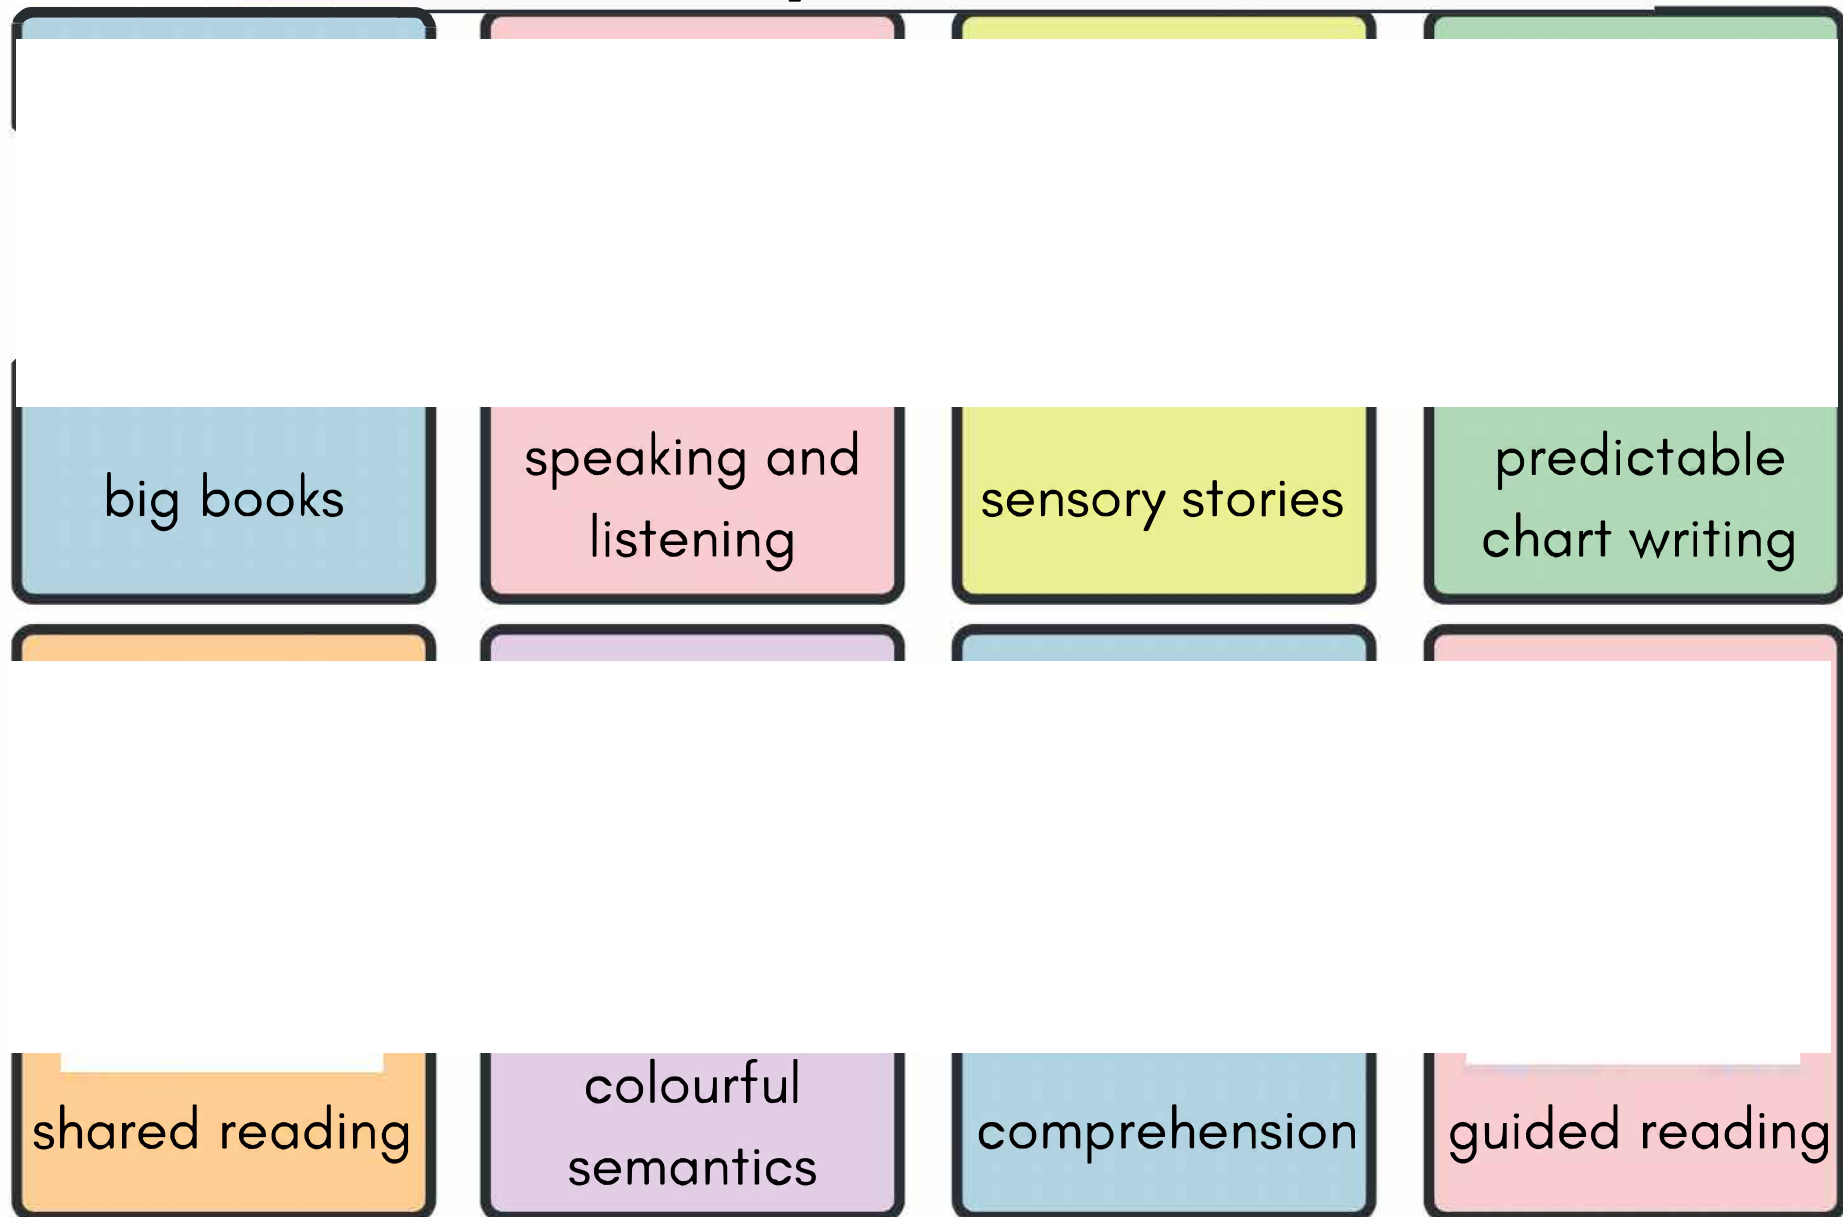 big books
speaking and
listening
sensory stories
predictable
chart writing
shared reading
colourful
semantics
comprehension
guided reading